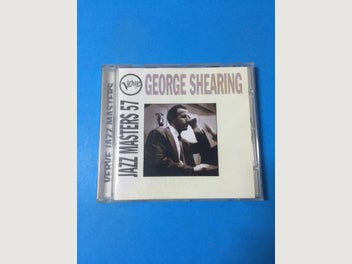 Verve
GEORGE SHEARING
JAZZ MASTERS 57
VERVE JAZZ MASTERS